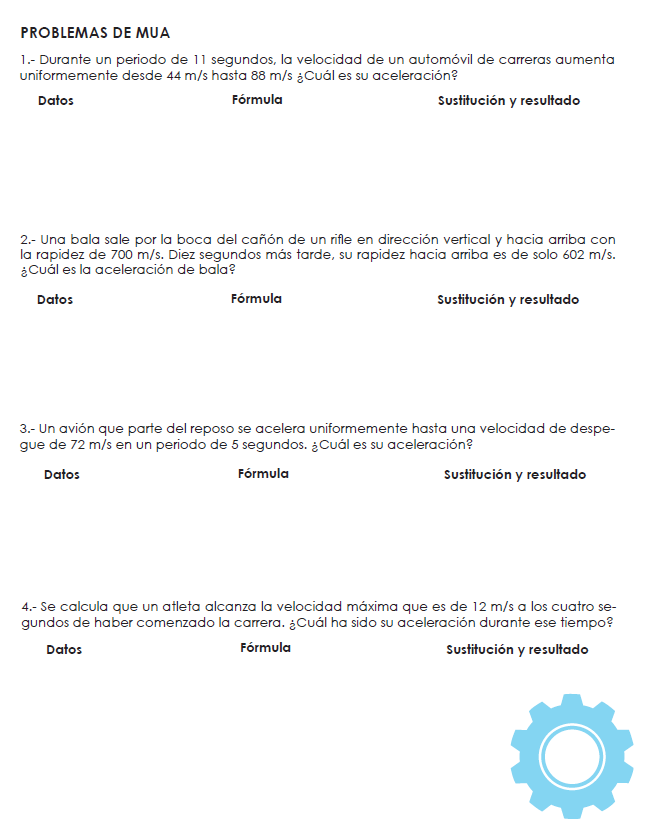 PROBLEMAS DE MUA
1.- Durante un periodo de 11 segundos, la velocidad de un automóvil de carreras aumenta
uniformemente desde 44 m/s hasta 88 m/s ¿Cuál es su aceleración?
Datos Fórmula Sustitución y resultado
2.- Una bala sale por la boca del cañón de un rifle en dirección vertical y hacia arriba con
la rapidez de 700 m/s. Diez segundos más tarde, su rapidez hacia arriba es de solo 602 m/s.
¿Cuál es la aceleración de bala?
Datos Fórmula Sustitución y resultado
3.- Un avión que parte del reposo se acelera uniformemente hasta una velocidad de despe-
gue de 72 m/s en un periodo de 5 segundos. ¿Cuál es su aceleración?
Datos Fórmula Sustitución y resultado
4.- Se calcula que un atleta alcanza la velocidad máxima que es de 12 m/s a los cuatro se-
gundos de haber comenzado la carrera. ¿Cuál ha sido su aceleración durante ese tiempo?
Datos Fórmula Sustitución y resultado